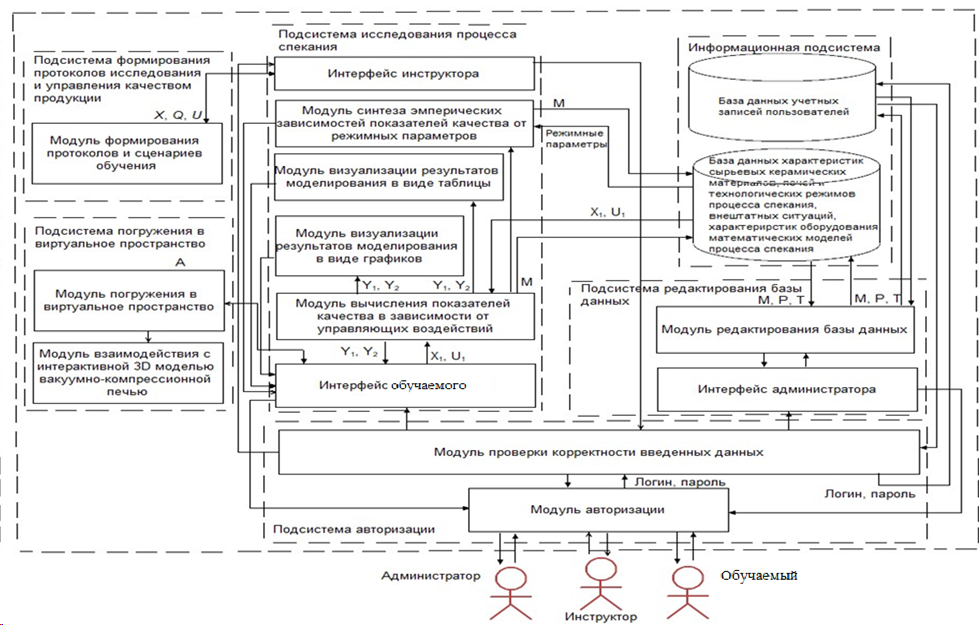 Подсистема исследования процесса
спекания
Подсистема формирования
протоколов исследования
и управления качеством
продукции
X, Q, U
Модуль формирования
протоколов и сценариев
обучения
Интерфейс инструктора
Модуль синтеза эмперических
зависимостей показателей качества от
режимных параметров
M
Режимные
параметры
Модуль визуализации результатов
моделирования в виде таблицы
Модуль визуализации
результатов моделирования
в виде графиков
Y₁, Y₂
Y₁, Y₂
M
X₁, U₁
Модуль вычисления показателей
качества в зависимости от
управляющих воздействий
Y₁, Y₂
X₁, U₁
Интерфейс обучаемого
Информационная подсистема
База данных учетных
записей пользователей
База данных характеристик
сырьевых керамических
материалов, печей и
технологических режимов
процесса спекания,
внештатных ситуаций,
характеристик оборудования
математических моделей
процесса спекания
Подсистема погружения в
виртуальное пространство
A
Модуль погружения в
виртуальное пространство
Модуль взаимодействия с
интерактивной 3D моделью
вакуумно-компрессионной
печью
Подсистема редактирования базы
данных
M, P, T
M, P, T
Модуль редактирования базы данных
Интерфейс администратора
Модуль проверки корректности введенных данных
Логин, пароль
Логин, пароль
Модуль авторизации
Подсистема авторизации
Администратор
Инструктор
Обучаемый